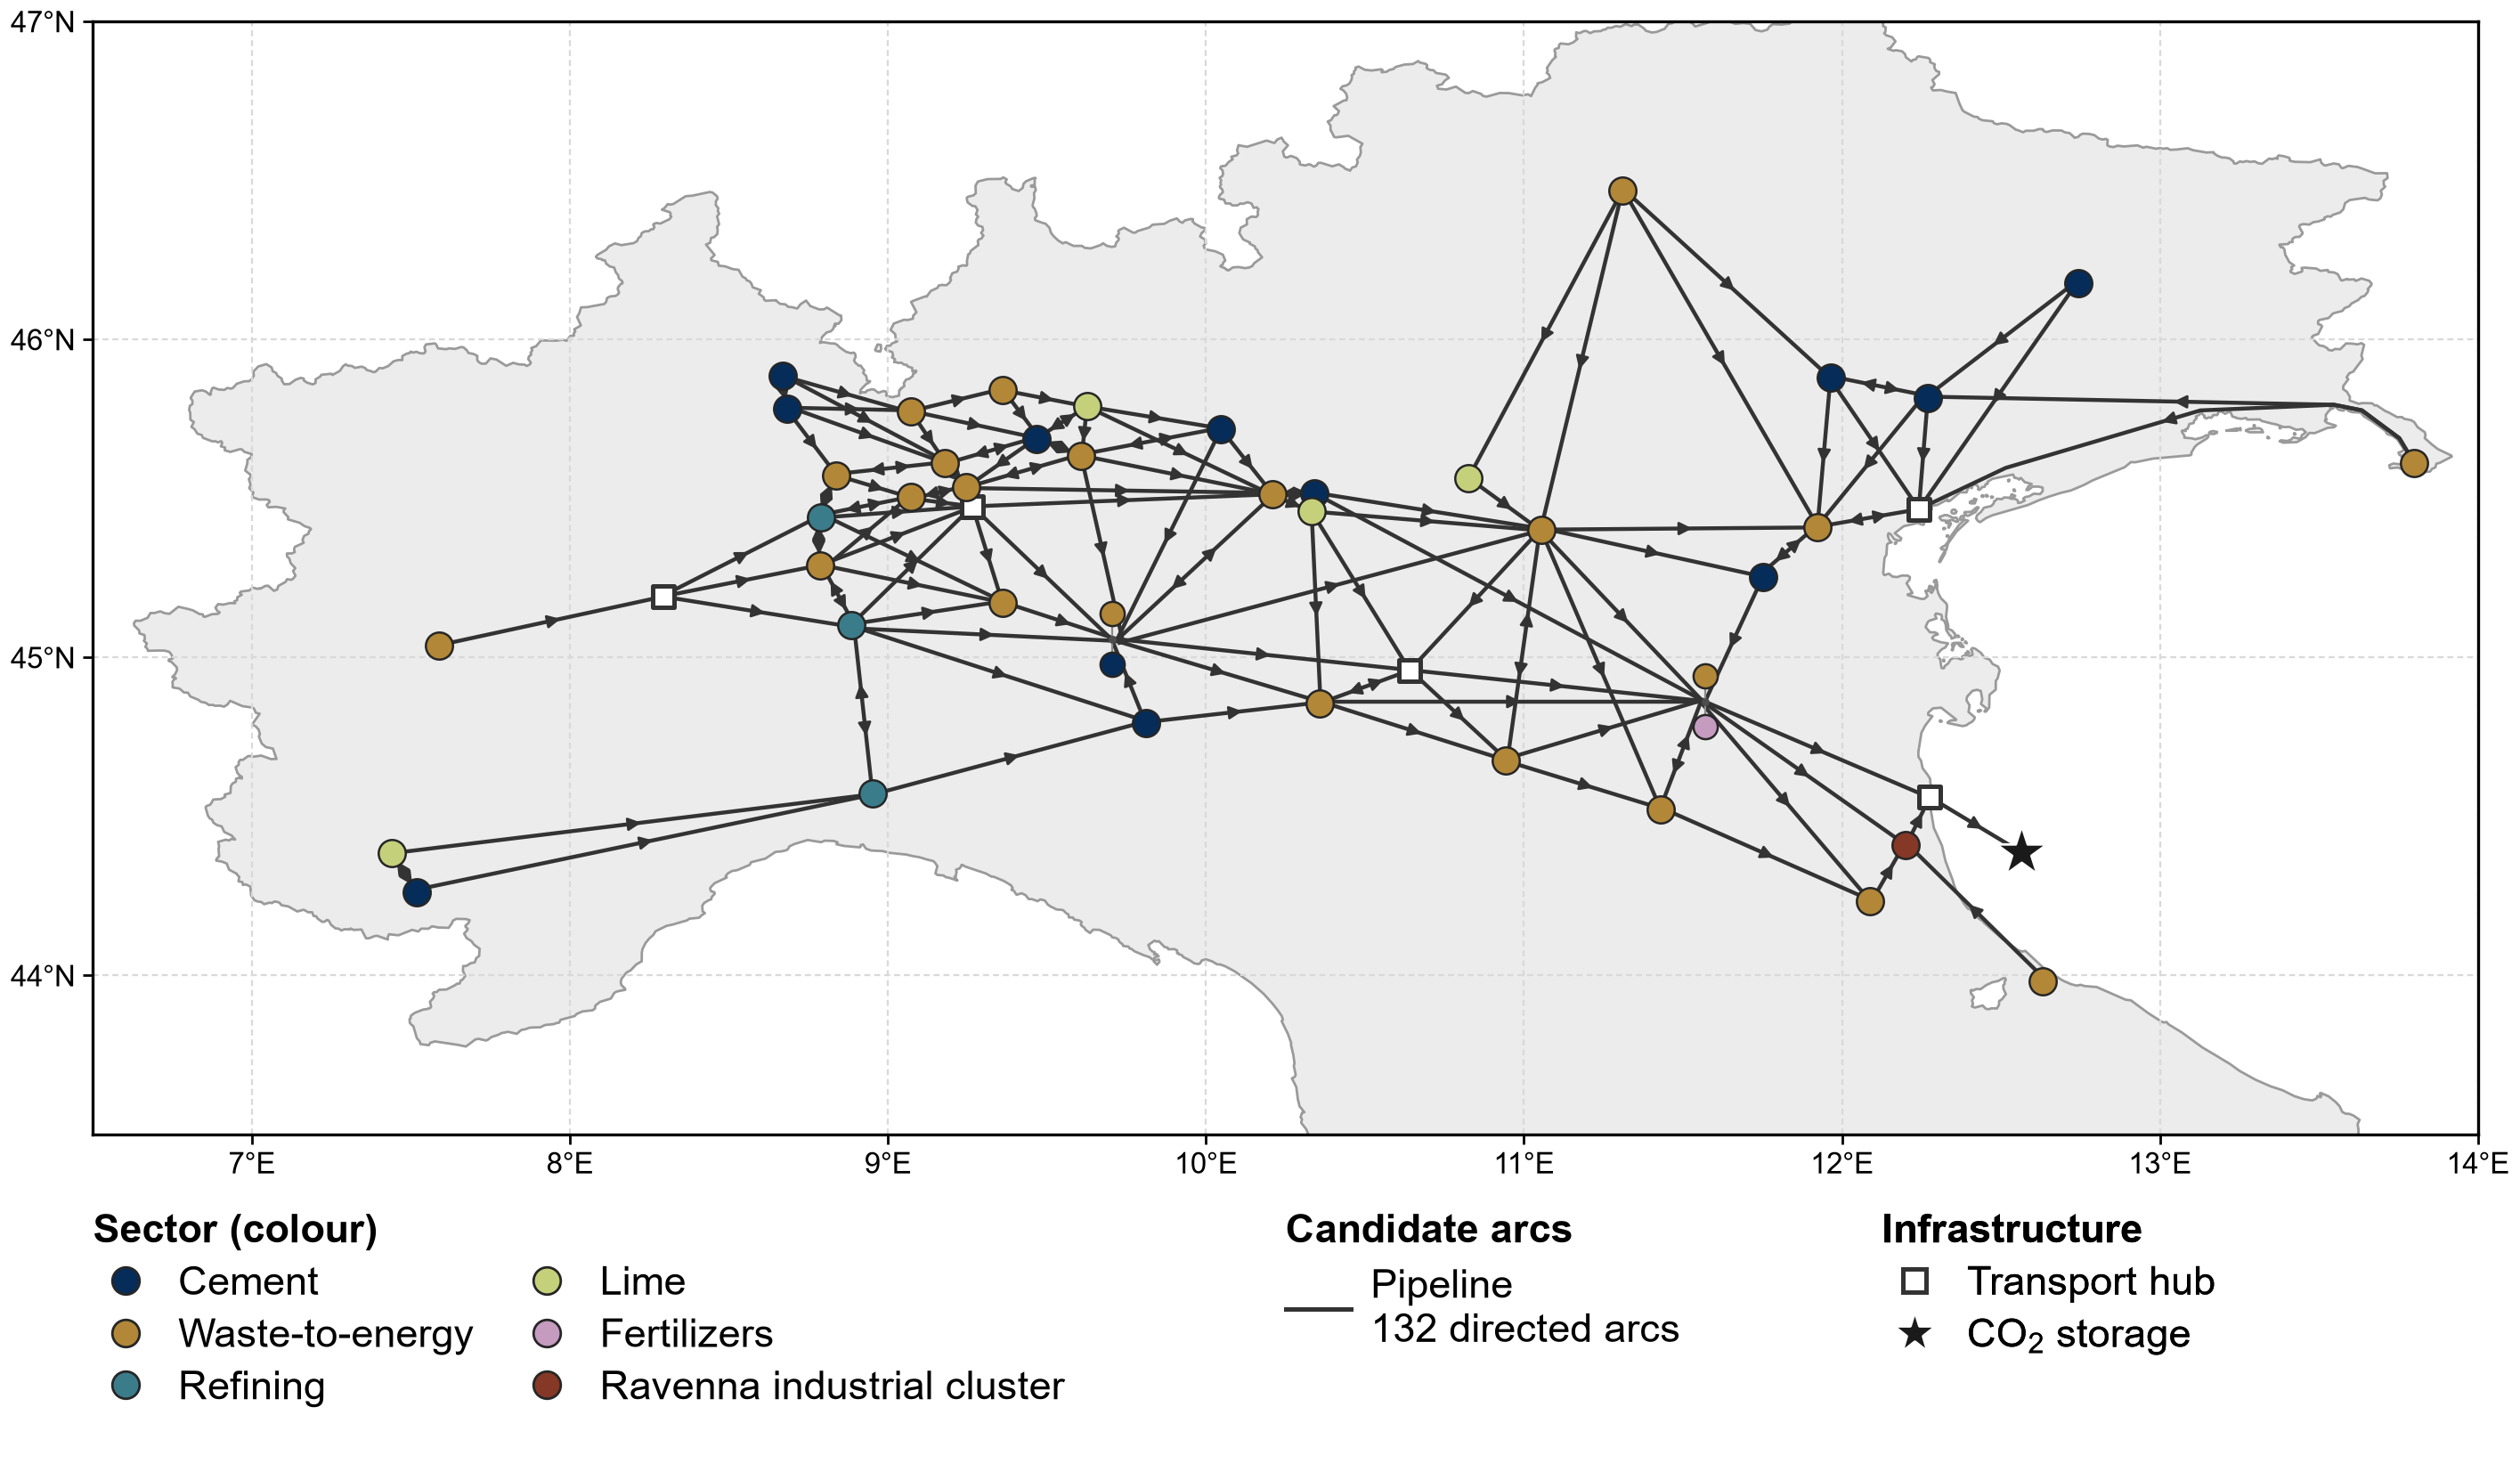 47°N
46°N
45°N
44°N
7°E 8°E 9°E 10°E 11°E 12°E 13°E 14°E
Sector (colour)
Cement
Waste-to-energy
Refining
Lime
Fertilizers
Ravenna industrial cluster
Candidate arcs
Pipeline
132 directed arcs
Infrastructure
Transport hub
CO₂ storage